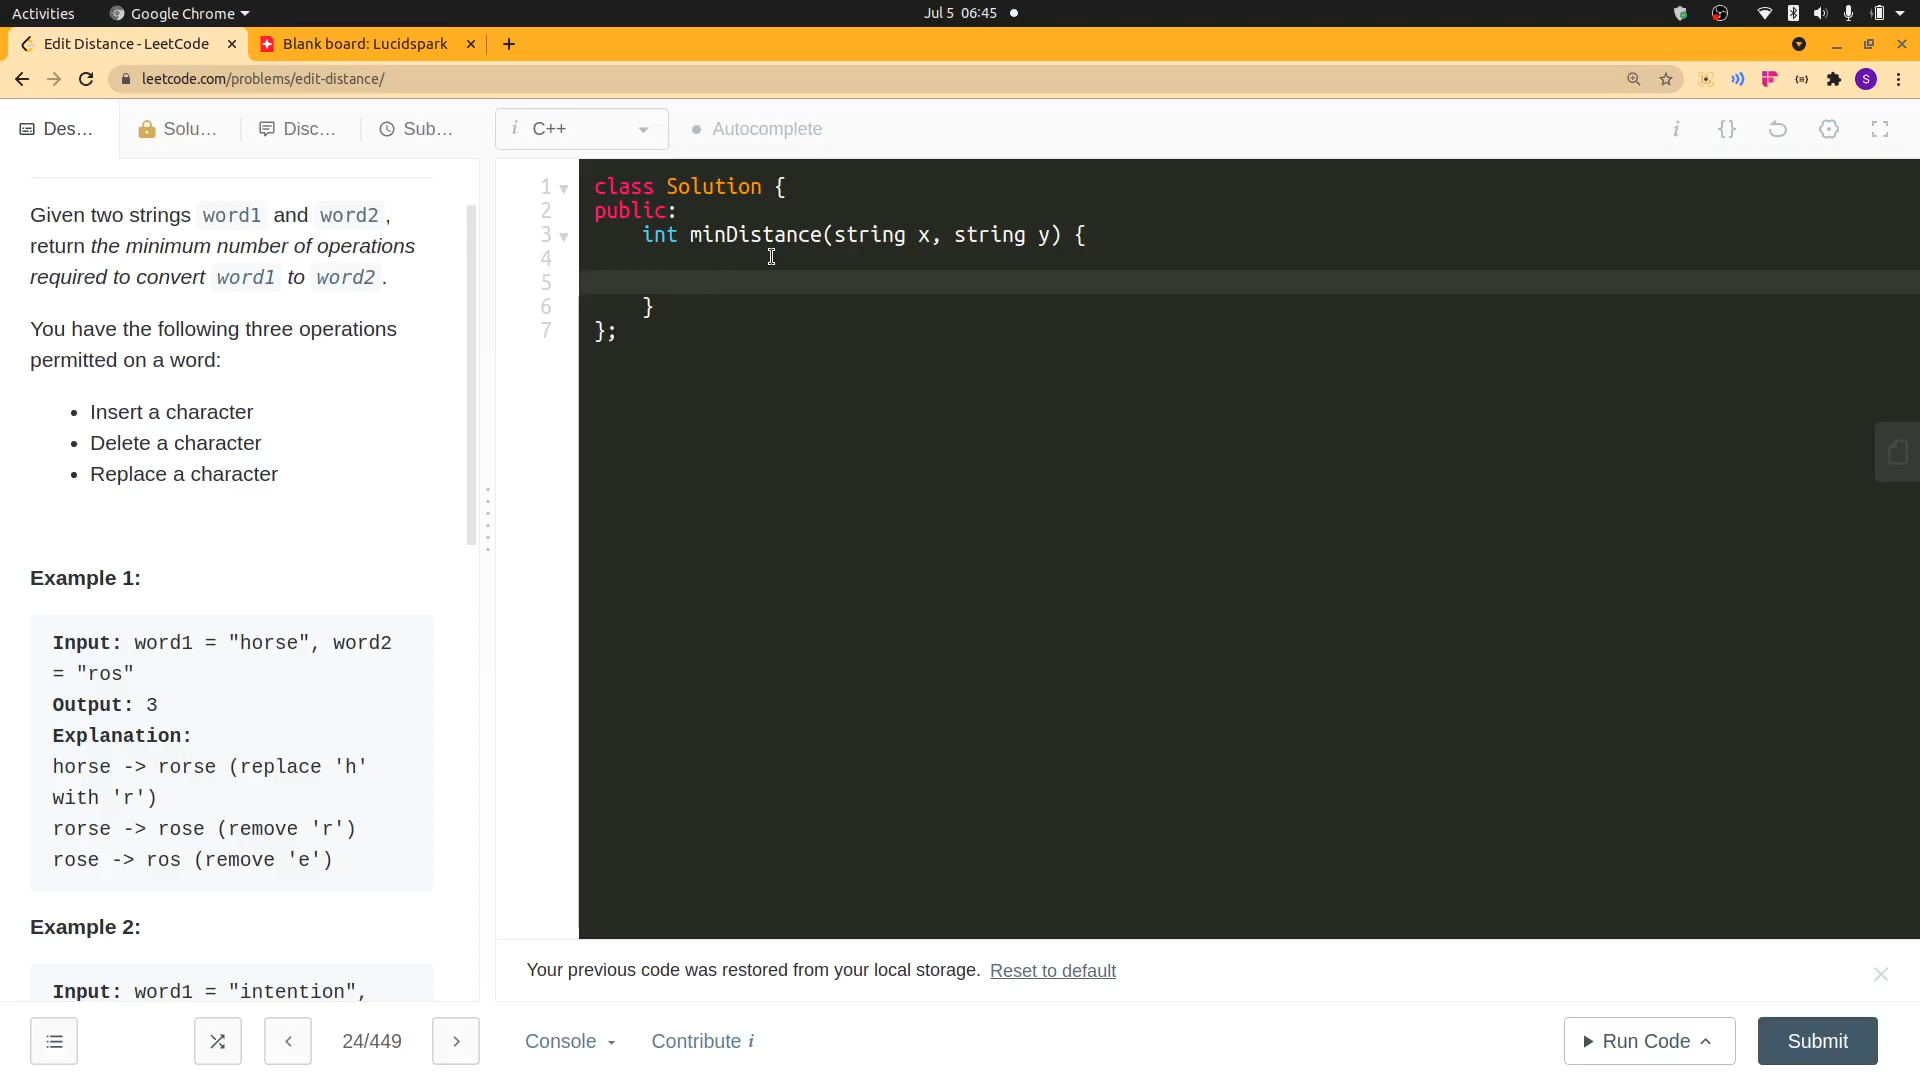 Activities Google Chrome Jul 5 06:45
Edit Distance - LeetCode Blank board: Lucidspark
leetcode.com/problems/edit-distance/ S
Des... Solu... Disc... Sub... i C++ Autocomplete i {}
Given two strings word1 and word2,
return the minimum number of operations
required to convert word1 to word2.
You have the following three operations
permitted on a word:
• Insert a character
• Delete a character
• Replace a character
Example 1:
Input: word1 = "horse", word2
= "ros"
Output: 3
Explanation:
horse -> rorse (replace 'h'
with 'r')
rorse -> rose (remove 'r')
rose -> ros (remove 'e')
Example 2:
Input: word1 = "intention",
1 class Solution {
2 public:
3     int minDistance(string x, string y) {
4
5
6     }
7 };
Your previous code was restored from your local storage. Reset to default
24/449 Console Contribute i Run Code Submit